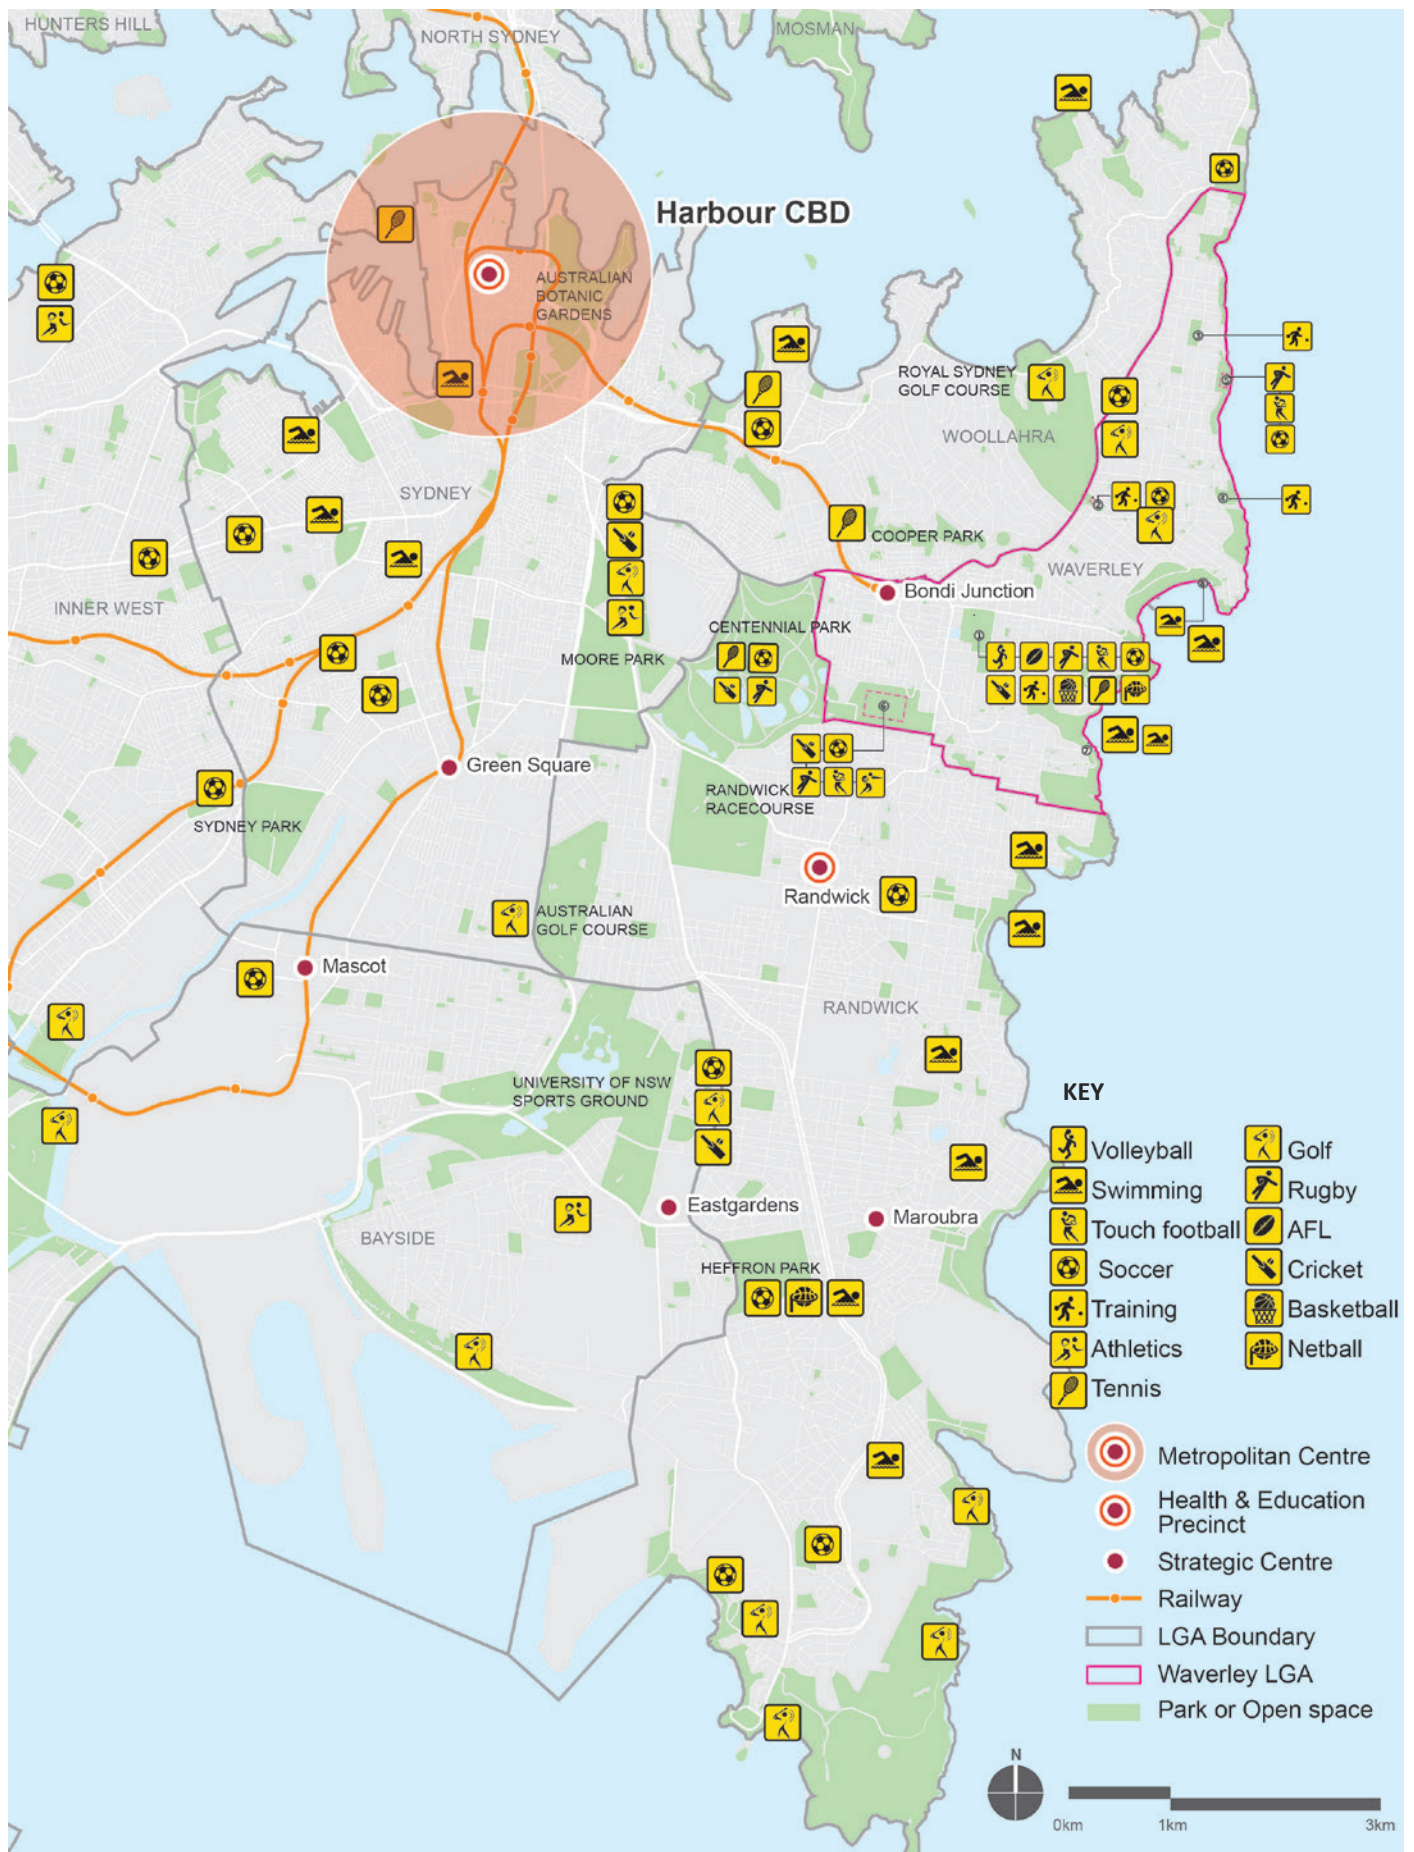 HUNTERS HILL
NORTH SYDNEY
MOSMAN
Harbour CBD
AUSTRALIAN
BOTANIC
GARDENS
ROYAL SYDNEY
GOLF COURSE
WOOLLAHRA
SYDNEY
COOPER PARK
WAVERLEY
INNER WEST
Bondi Junction
CENTENNIAL PARK
MOORE PARK
1
2
6
Green Square
RANDWICK
RACECOURSE
SYDNEY PARK
Randwick
AUSTRALIAN
GOLF COURSE
Mascot
RANDWICK
UNIVERSITY OF NSW
SPORTS GROUND
Eastgardens
Maroubra
BAYSIDE
HEFFRON PARK
KEY
Volleyball
Swimming
Touch football
Soccer
Training
Athletics
Tennis
Golf
Rugby
AFL
Cricket
Basketball
Netball
Metropolitan Centre
Health & Education
Precinct
Strategic Centre
Railway
LGA Boundary
Waverley LGA
Park or Open space
N
0km
1km
3km